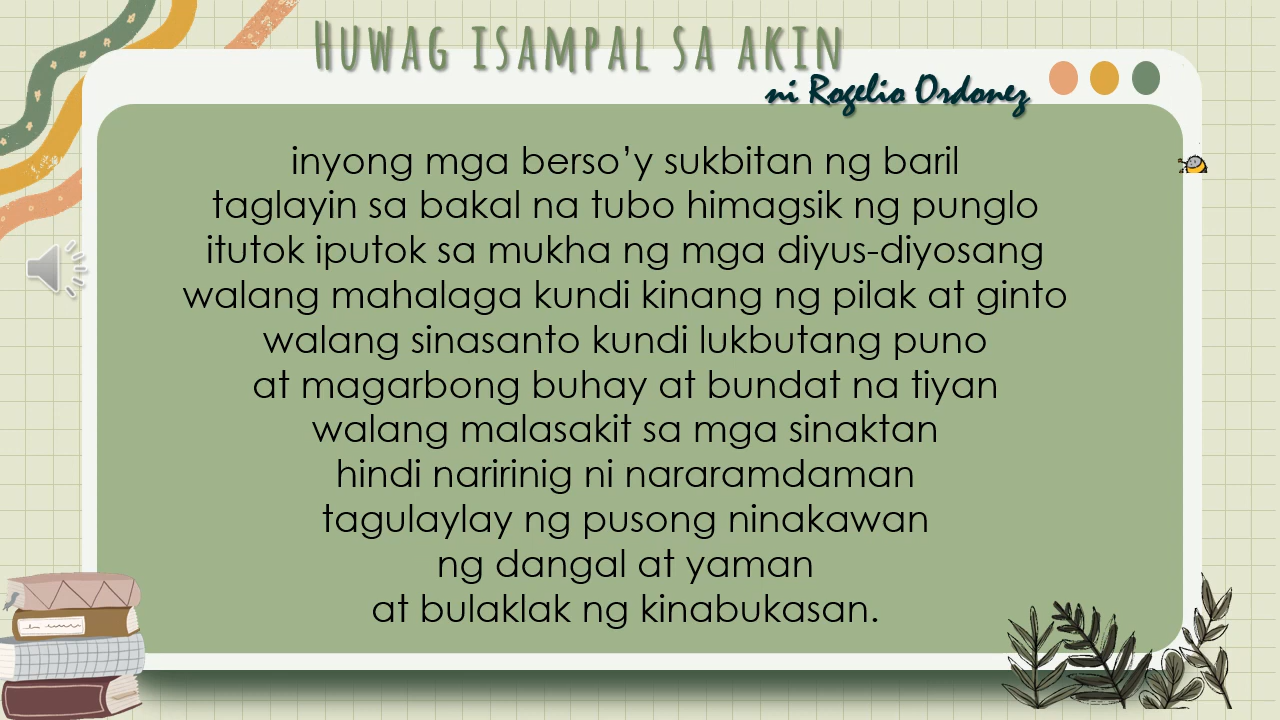 Huwag isampal sa akin
ni Rogelio Ordonez
inyong mga berso’y sukbitan ng baril
taglayin sa bakal na tubo himagsik ng punglo
itutok iputok sa mukha ng mga diyus-diyosang
walang mahalaga kundi kinang ng pilak at ginto
walang sinasanto kundi lukbutang puno
at magarbong buhay at bundat na tiyan
walang malasakit sa mga sinaktan
hindi naririnig ni nararamdaman
tagulaylay ng pusong ninakawan
ng dangal at yaman
at bulaklak ng kinabukasan.